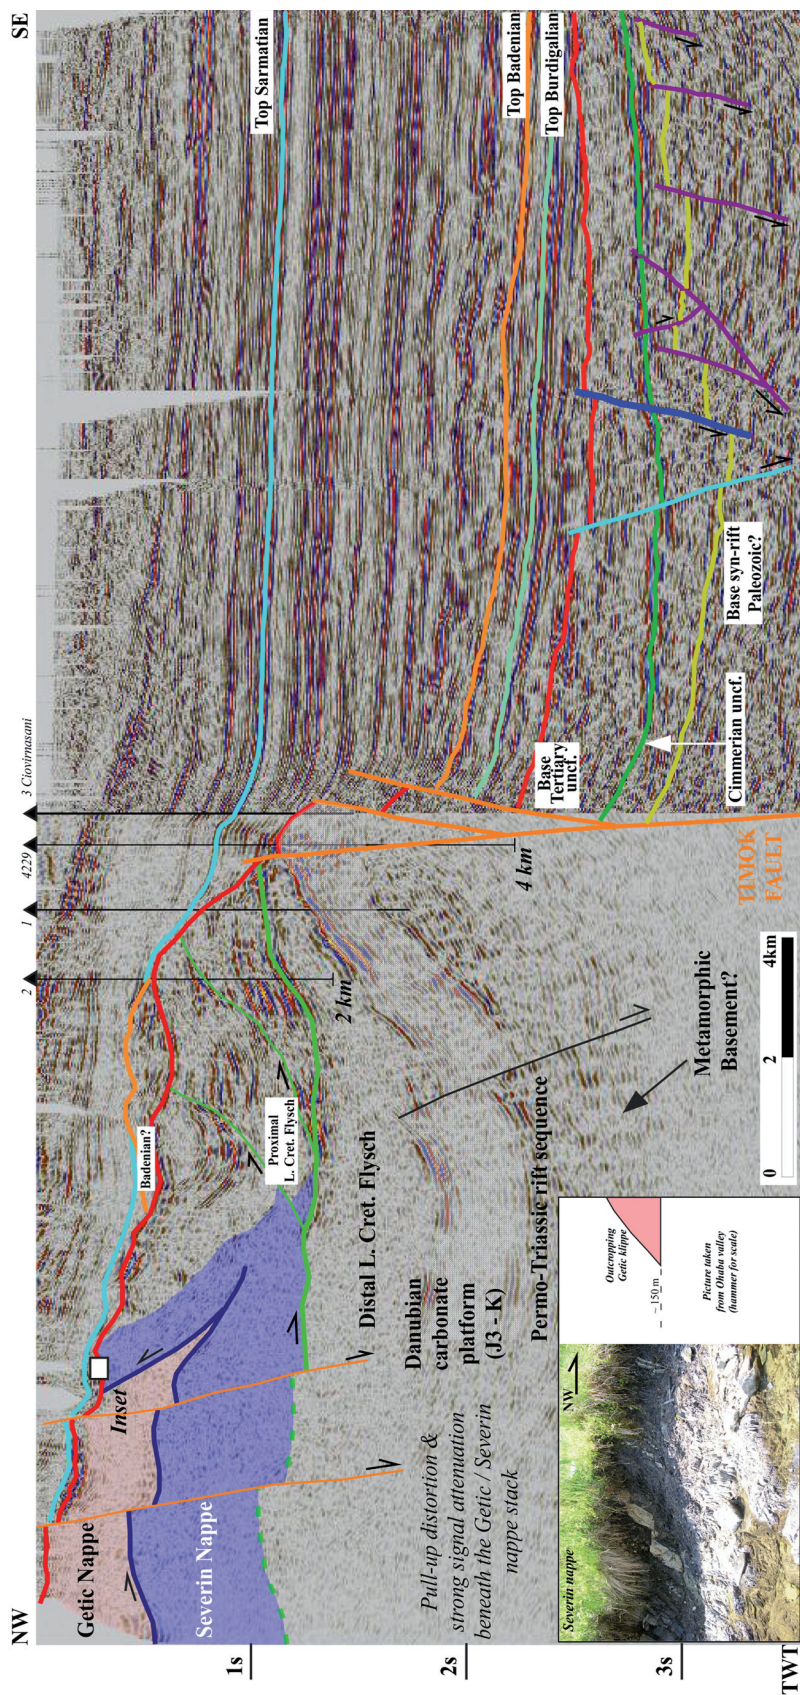 NW
SE
3 Ciovirnasani
4229
1
2
Top Sarmatian
Top Badenian
Top Burdigalian
Badenian?
Getic Nappe
Inset
Severin Nappe
Proximal
L. Cret. Flysch
1s
2s
3s
TWT
2 km
4 km
Distal L. Cret. Flysch
Danubian
carbonate
platform
(J3 - K)
Permo-Triassic rift sequence
Pull-up distortion &
strong signal attenuation
beneath the Getic / Severin
nappe stack
Metamorphic
Basement?
Base
Tertiary
uncf.
Cimmerian uncf.
Base syn-rift
Paleozoic?
TIMOK
FAULT
0
2
4km
Severin nappe
NW
Outcropping
Getic klippe
~ 150 m
Picture taken
from Ohaba valley
(hammer for scale)